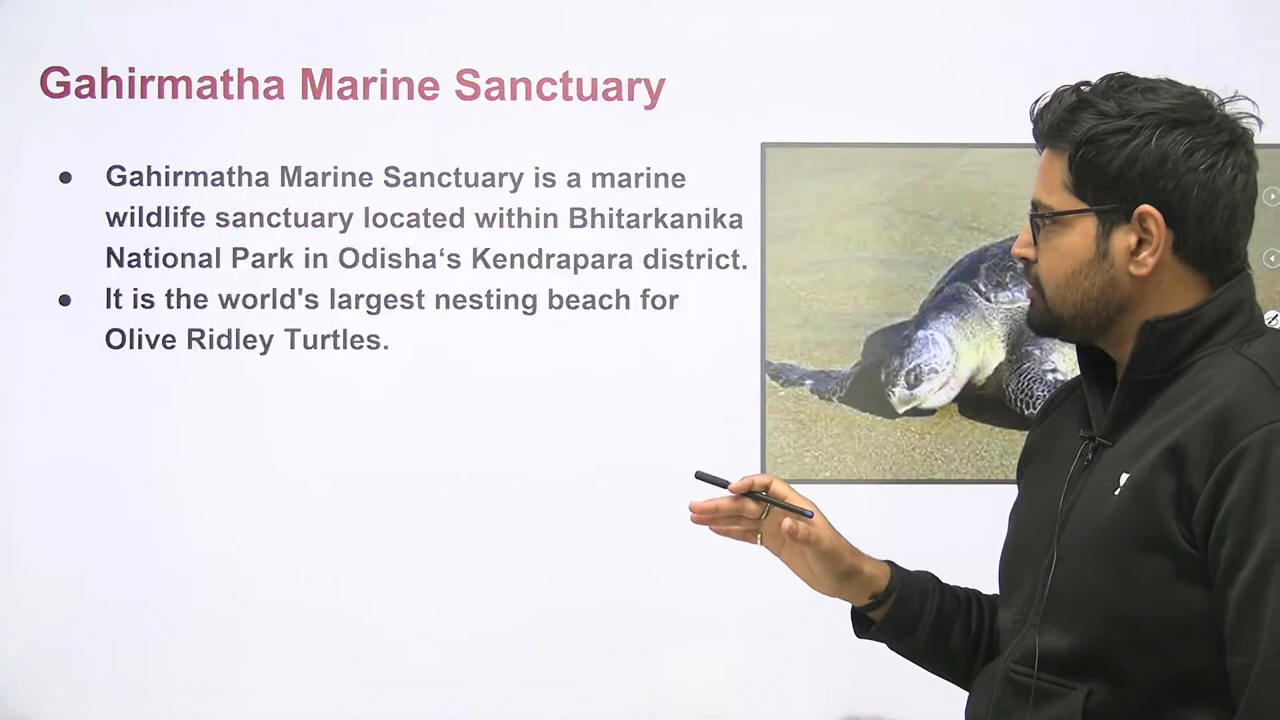 Gahirmatha Marine Sanctuary
● Gahirmatha Marine Sanctuary is a marine
wildlife sanctuary located within Bhitarkanika
National Park in Odisha‘s Kendrapara district.
● It is the world's largest nesting beach for
Olive Ridley Turtles.